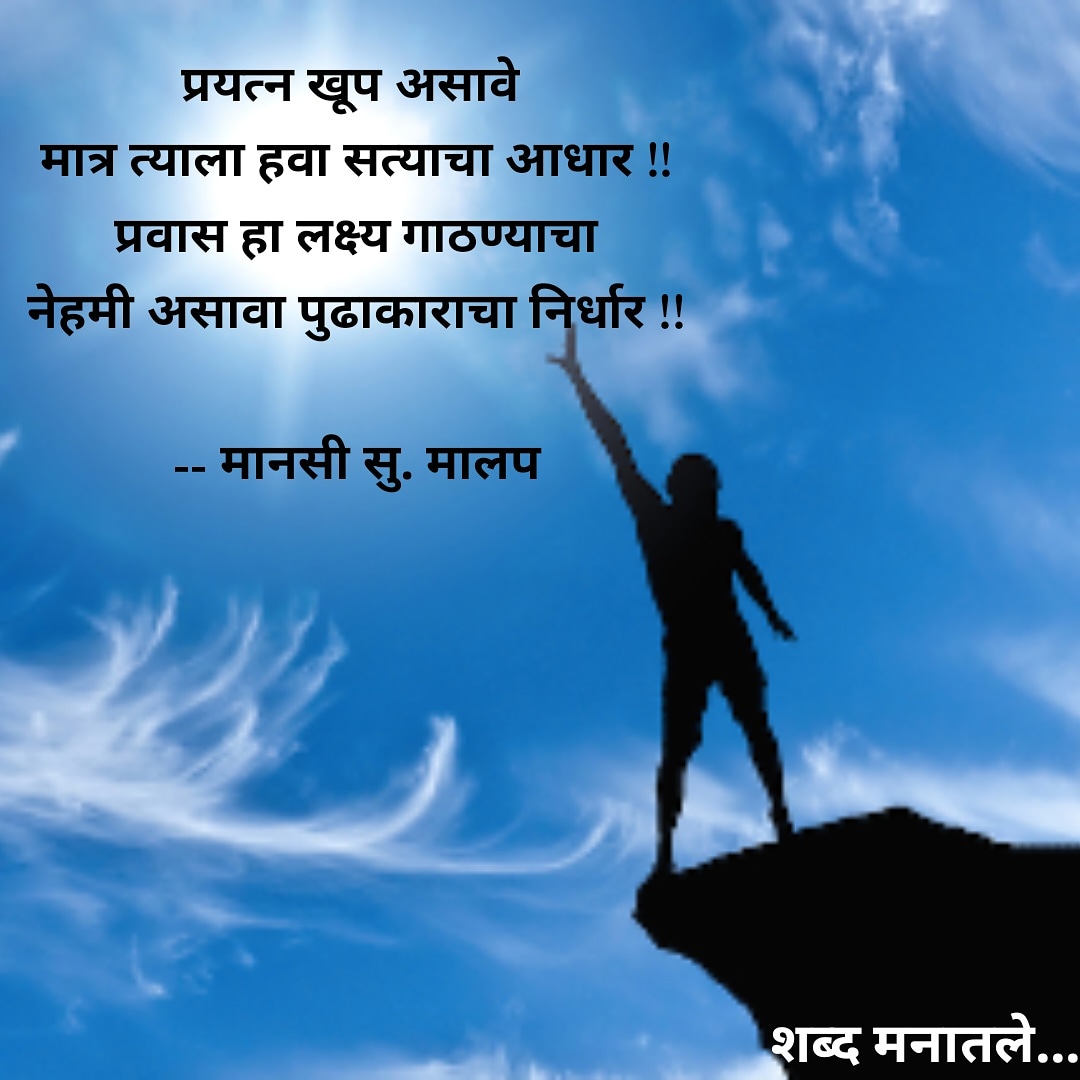 प्रयत्न खूप असावे
मात्र त्याला हवा सत्याचा आधार !!
प्रवास हा लक्ष्य गाठण्याचा
नेहमी असावा पुढाकाराचा निर्धार !!
-- मानसी सु. मालप
शब्द मनातले...